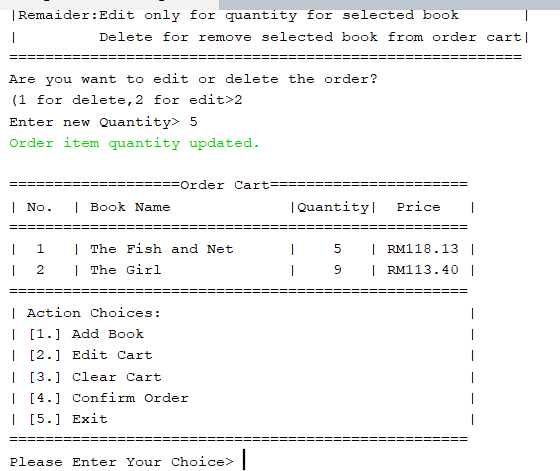 |Remaider:Edit only for quantity for selected book |
| Delete for remove selected book from order cart|
=========================================================
Are you want to edit or delete the order?
(1 for delete,2 for edit>2
Enter new Quantity> 5
Order item quantity updated.
===================Order Cart======================
| No. | Book Name |Quantity| Price |
===================================================
| 1 | The Fish and Net | 5 | RM118.13 |
| 2 | The Girl | 9 | RM113.40 |
===================================================
| Action Choices: |
| [1.] Add Book |
| [2.] Edit Cart |
| [3.] Clear Cart |
| [4.] Confirm Order |
| [5.] Exit |
===================================================
Please Enter Your Choice>